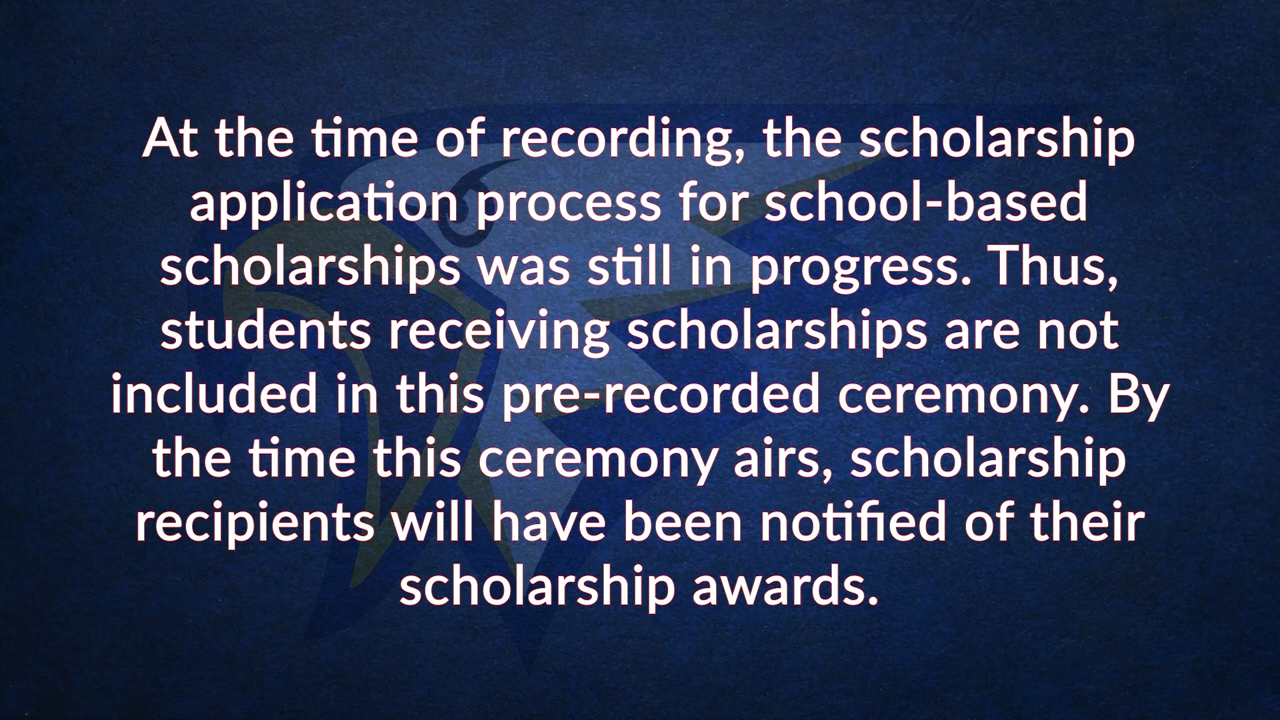 At the time of recording, the scholarship
application process for school-based
scholarships was still in progress. Thus,
students receiving scholarships are not
included in this pre-recorded ceremony. By
the time this ceremony airs, scholarship
recipients will have been notified of their
scholarship awards.